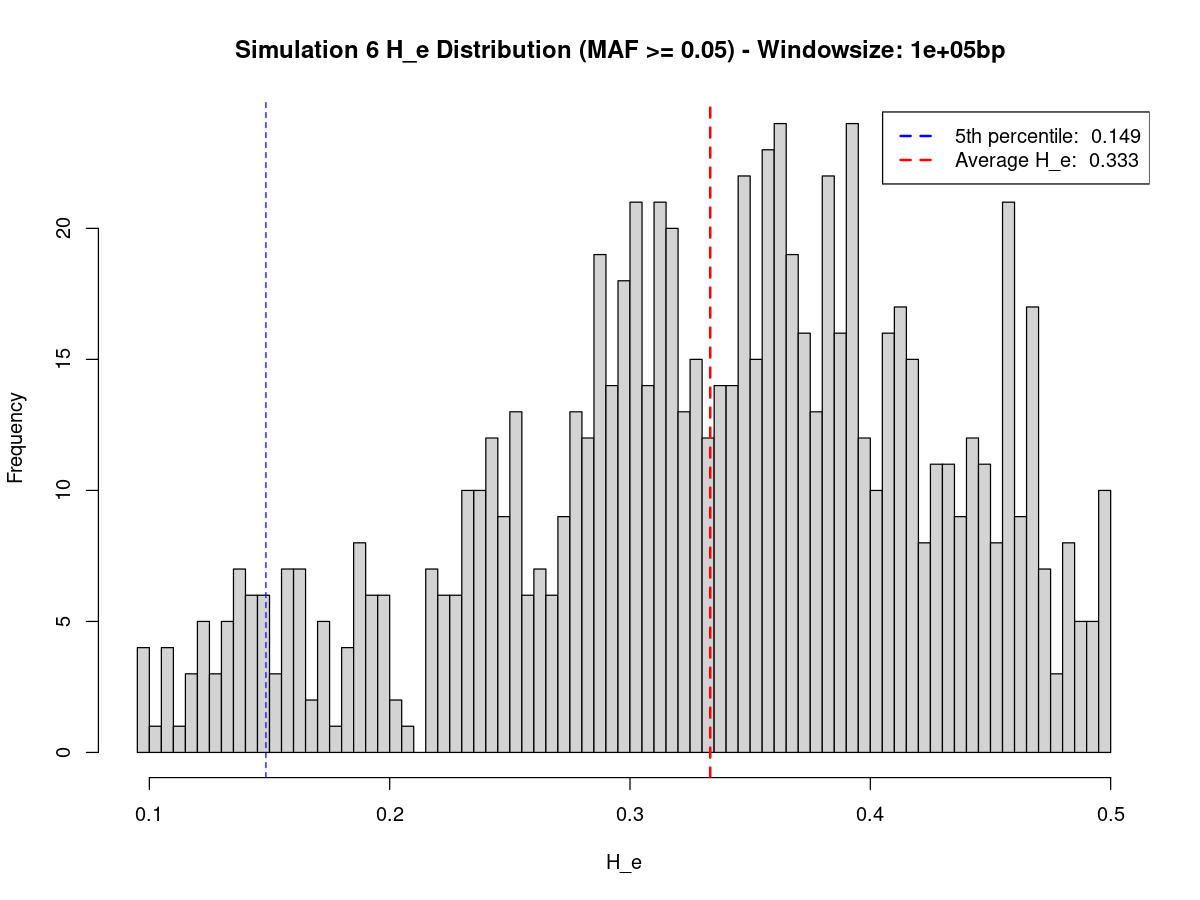 Simulation 6 H_e Distribution (MAF >= 0.05) - Windowsize: 1e+05bp
5th percentile:  0.149
Average H_e:  0.333
Frequency
20
15
10
5
0
0.1 0.2 0.3 0.4 0.5
H_e